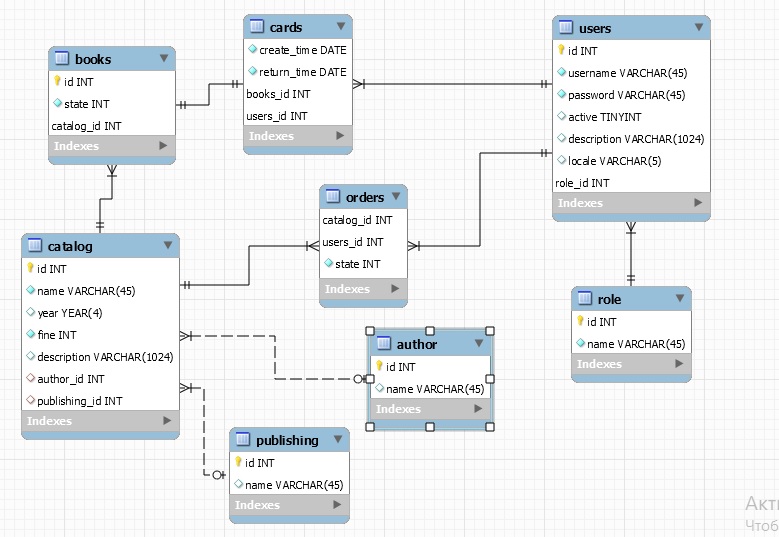 books
id INT
state INT
catalog_id INT
Indexes
cards
create_time DATE
return_time DATE
books_id INT
users_id INT
Indexes
users
id INT
username VARCHAR(45)
password VARCHAR(45)
active TINYINT
description VARCHAR(1024)
locale VARCHAR(5)
role_id INT
Indexes
orders
catalog_id INT
users_id INT
state INT
Indexes
catalog
id INT
name VARCHAR(45)
year YEAR(4)
fine INT
description VARCHAR(1024)
author_id INT
publishing_id INT
Indexes
role
id INT
name VARCHAR(45)
Indexes
author
id INT
name VARCHAR(45)
Indexes
publishing
id INT
name VARCHAR(45)
Indexes
Чтоб